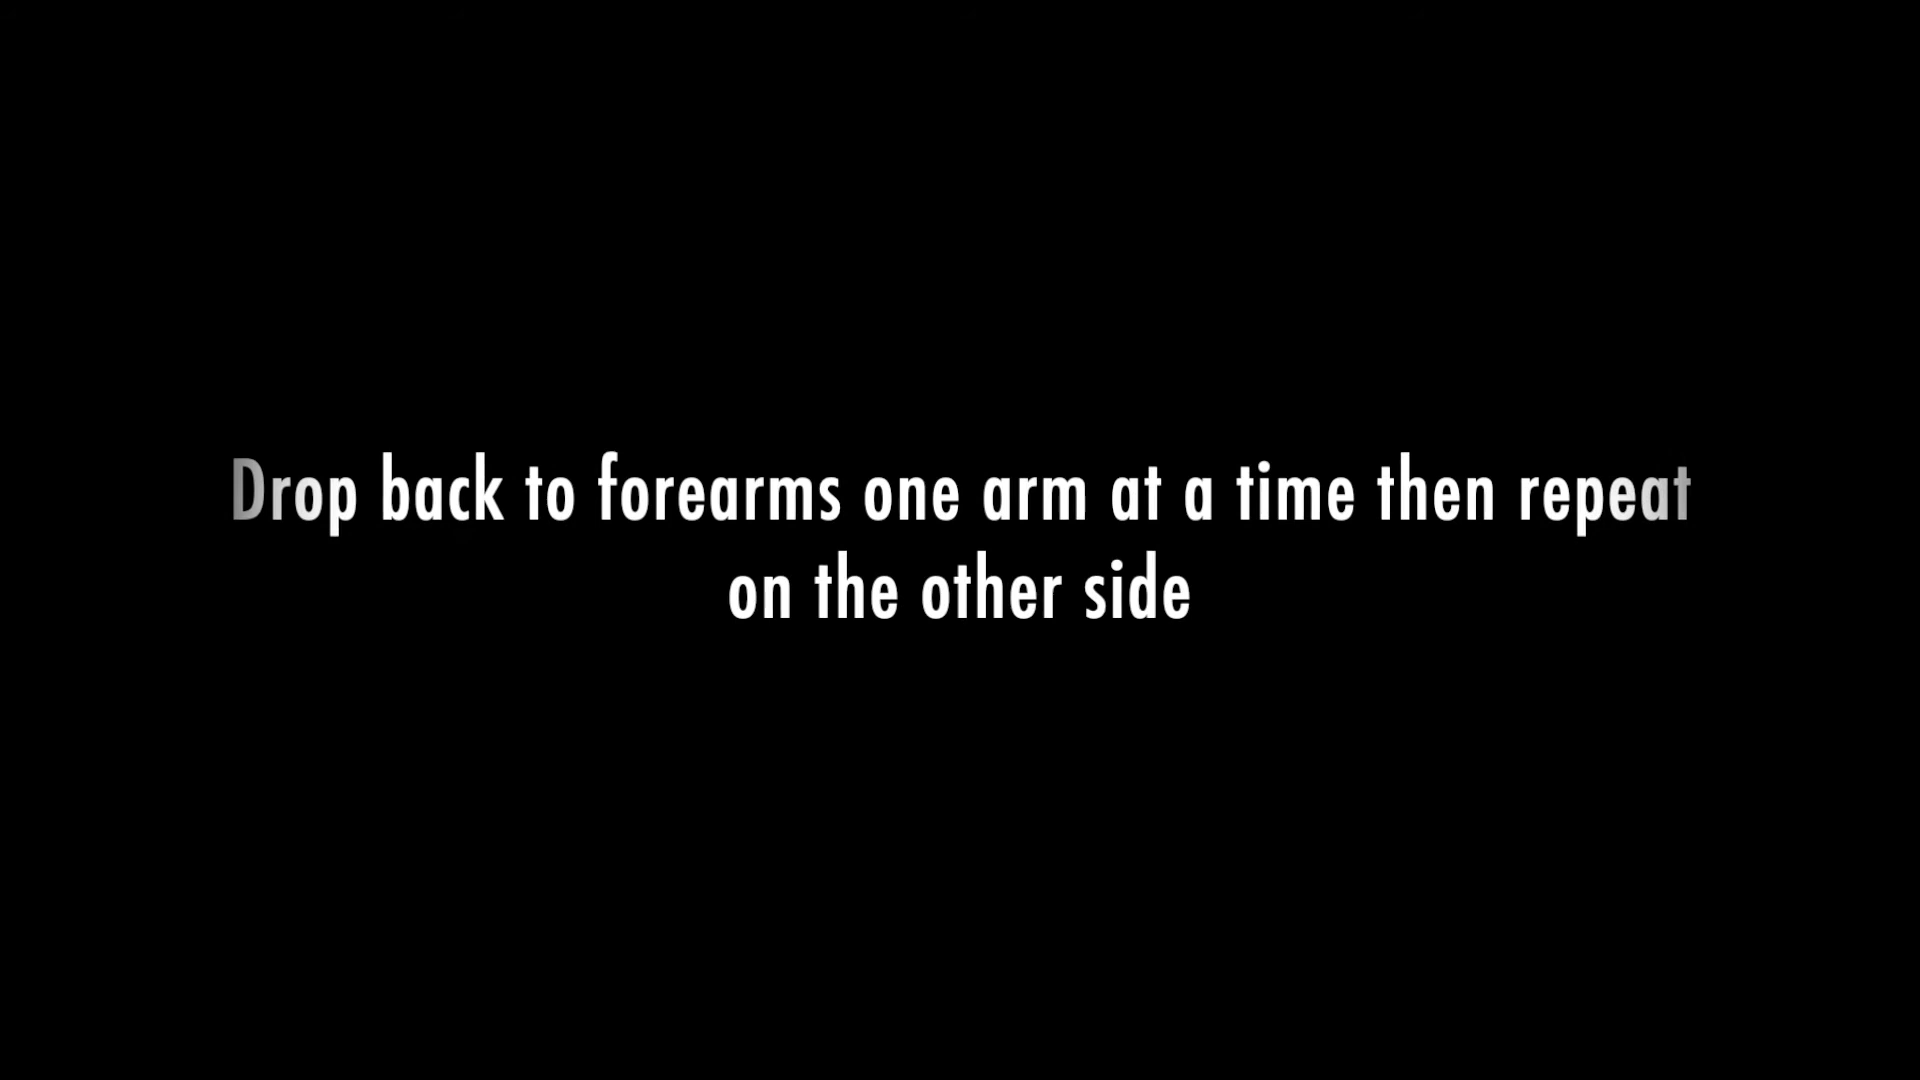 Drop back to forearms one arm at a time then repeat
on the other side